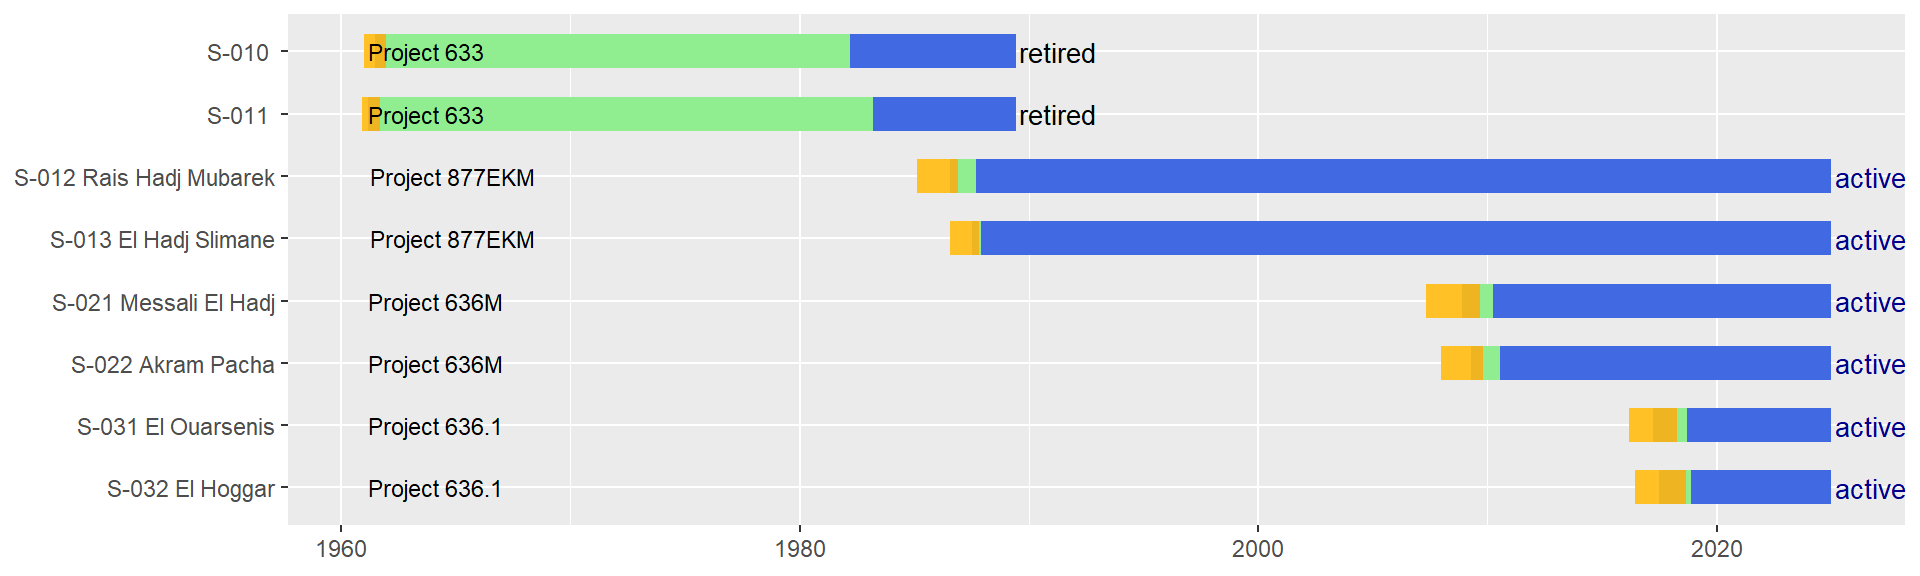 S-010 Project 633 retired
S-011 Project 633 retired
S-012 Rais Hadj Mubarek Project 877EKM active
S-013 El Hadj Slimane Project 877EKM active
S-021 Messali El Hadj Project 636M active
S-022 Akram Pacha Project 636M active
S-031 El Ouarsenis Project 636.1 active
S-032 El Hoggar Project 636.1 active
1960 1980 2000 2020